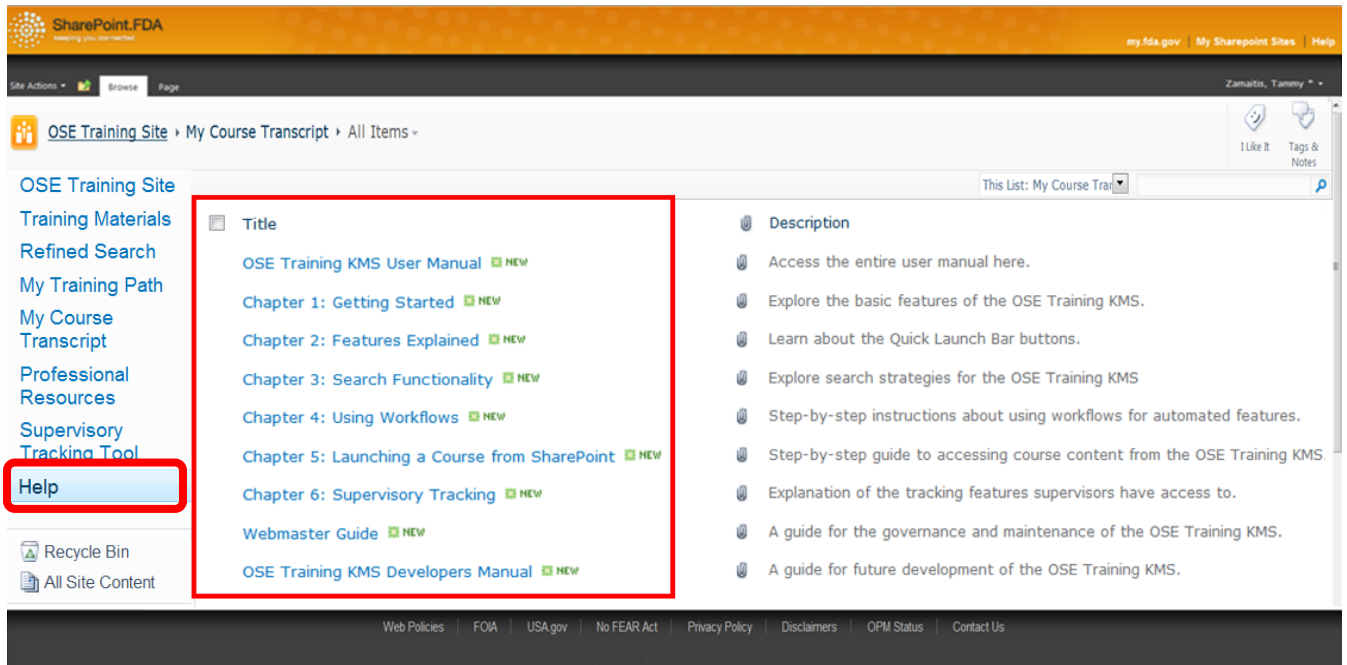 SharePoint.FDA
keeping you connected
my.fda.gov | My Sharepoint Sites | Help
Site Actions Browse Page
Zamaitis, Tammy
OSE Training Site › My Course Transcript › All Items
I Like It
Tags &
Notes
This List: My Course Tran
OSE Training Site
Training Materials
Refined Search
My Training Path
My Course
Transcript
Professional
Resources
Supervisory
Tracking Tool
Help
Recycle Bin
All Site Content
Title Description
OSE Training KMS User Manual NEW Access the entire user manual here.
Chapter 1: Getting Started NEW Explore the basic features of the OSE Training KMS.
Chapter 2: Features Explained NEW Learn about the Quick Launch Bar buttons.
Chapter 3: Search Functionality NEW Explore search strategies for the OSE Training KMS
Chapter 4: Using Workflows NEW Step-by-step instructions about using workflows for automated features.
Chapter 5: Launching a Course from SharePoint NEW Step-by-step guide to accessing course content from the OSE Training KMS.
Chapter 6: Supervisory Tracking NEW Explanation of the tracking features supervisors have access to.
Webmaster Guide NEW A guide for the governance and maintenance of the OSE Training KMS.
OSE Training KMS Developers Manual NEW A guide for future development of the OSE Training KMS.
Web Policies | FOIA | USA.gov | No FEAR Act | Privacy Policy | Disclaimers | OPM Status | Contact Us